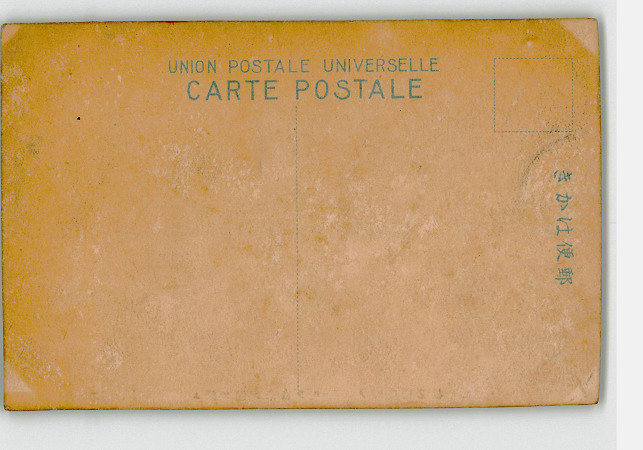 UNION POSTALE UNIVERSELLE
CARTE POSTALE
郵便はかき